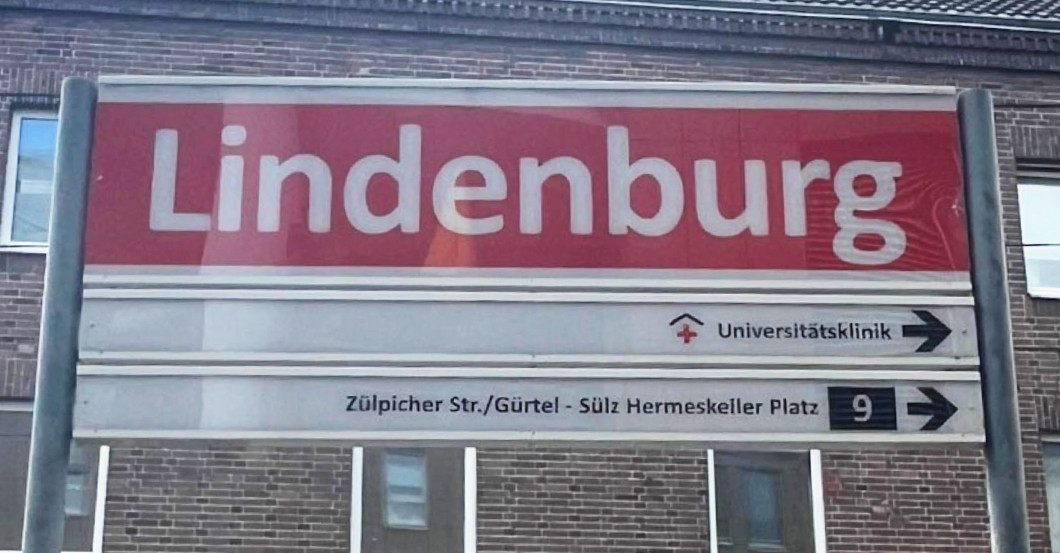 Lindenburg
Universitätsklinik
Zülpicher Str./Gürtel - Sülz Hermeskeller Platz 9